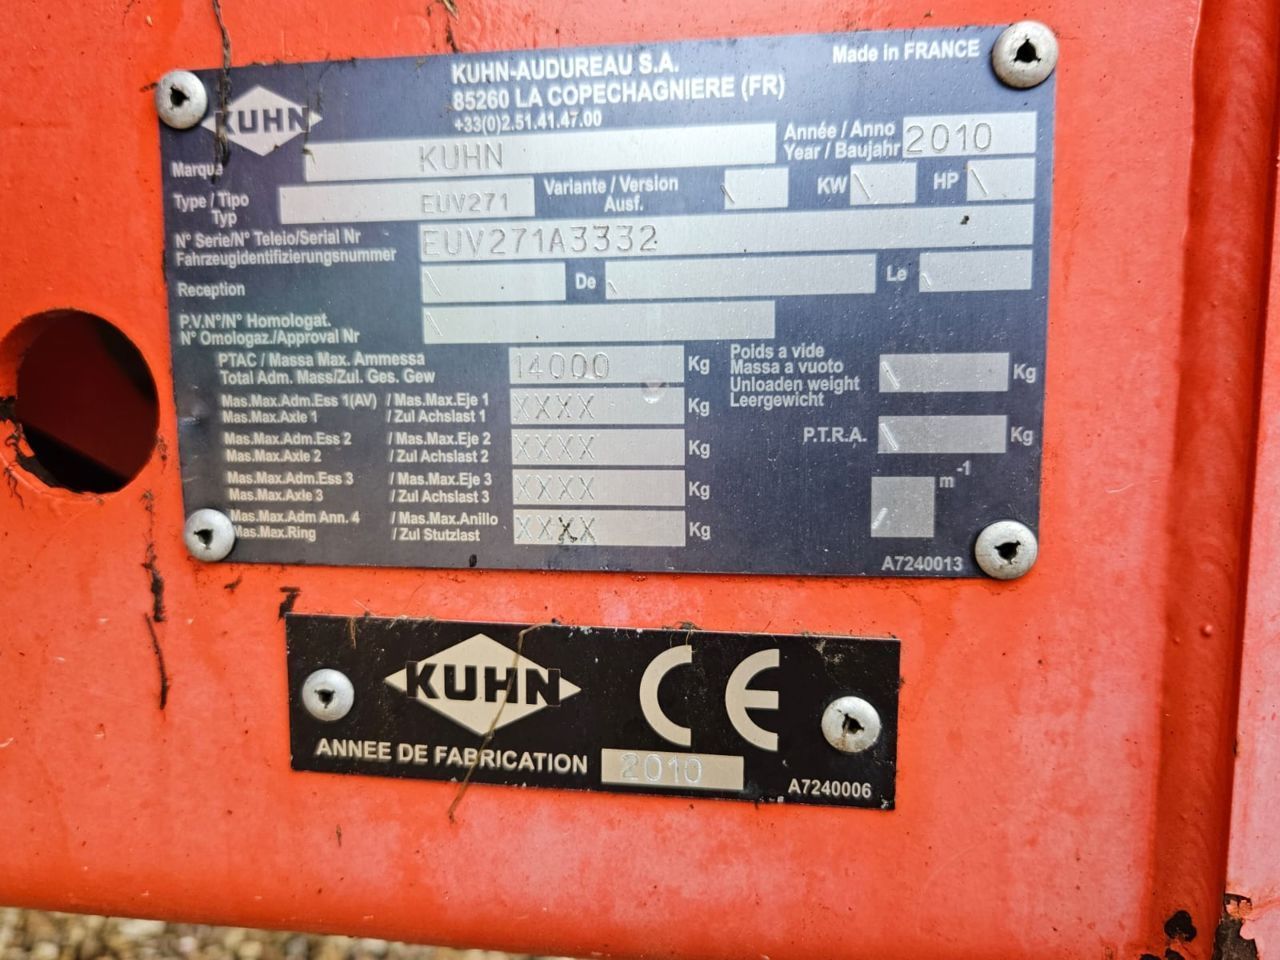 KUHN-AUDUREAU S.A.
85260 LA COPECHAGNIERE (FR)
+33(0)2.51.41.47.00
Made in FRANCE
KUHN
Marque KUHN
Année / Anno
Year / Baujahr 2010
Type / Tipo
Typ EUV271
Variante / Version
Ausf. \
KW \ HP \
N° Serie/N° Teleio/Serial Nr
Fahrzeugidentifizierungsnummer
EUV271A3332
Reception \ De \ Le \
P.V.N°/N° Homologat.
N° Omologaz./Approval Nr \
PTAC / Massa Max. Ammessa
Total Adm. Mass/Zul. Ges. Gew
14000 Kg
Mas.Max.Adm.Ess 1(AV) / Mas.Max.Eje 1
Mas.Max.Axle 1 / Zul Achslast 1
XXXX Kg
Mas.Max.Adm.Ess 2 / Mas.Max.Eje 2
Mas.Max.Axle 2 / Zul Achslast 2
XXXX Kg
Mas.Max.Adm.Ess 3 / Mas.Max.Eje 3
Mas.Max.Axle 3 / Zul Achslast 3
XXXX Kg
Mas.Max.Adm Ann. 4 / Mas.Max.Anillo
Mas.Max.Ring / Zul Stutzlast
XXXX Kg
Poids a vide
Massa a vuoto
Unloaden weight
Leergewicht
\ Kg
P.T.R.A. \ Kg
/ m-1
A7240013
KUHN CE
ANNEE DE FABRICATION 2010
A7240006